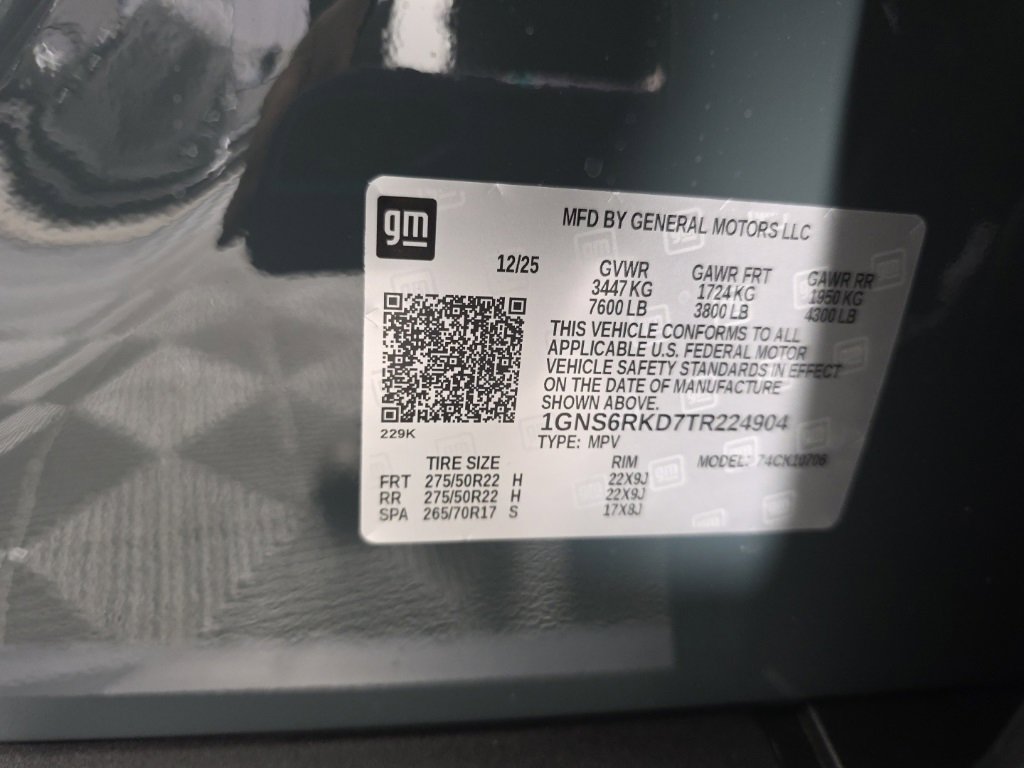 gm
MFD BY GENERAL MOTORS LLC
12/25
GVWR GAWR FRT GAWR RR
3447 KG 1724 KG 1950 KG
7600 LB 3800 LB 4300 LB
THIS VEHICLE CONFORMS TO ALL
APPLICABLE U.S. FEDERAL MOTOR
VEHICLE SAFETY STANDARDS IN EFFECT
ON THE DATE OF MANUFACTURE
SHOWN ABOVE.
1GNS6RKD7TR224904
229K
TYPE: MPV
TIRE SIZE RIM MODEL:
FRT 275/50R22 H 22X9J
RR 275/50R22 H 22X9J
SPA 265/70R17 S 17X8J